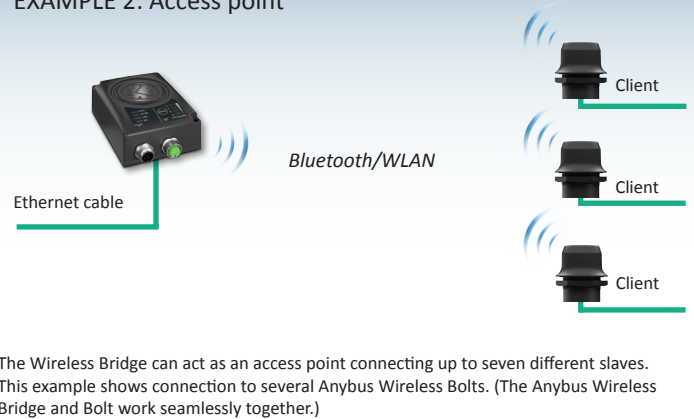 EXAMPLE 2: Access point
Client
Bluetooth/WLAN
Client
Ethernet cable
Client
The Wireless Bridge can act as an access point connecting up to seven different slaves.
This example shows connection to several Anybus Wireless Bolts. (The Anybus Wireless
Bridge and Bolt work seamlessly together.)